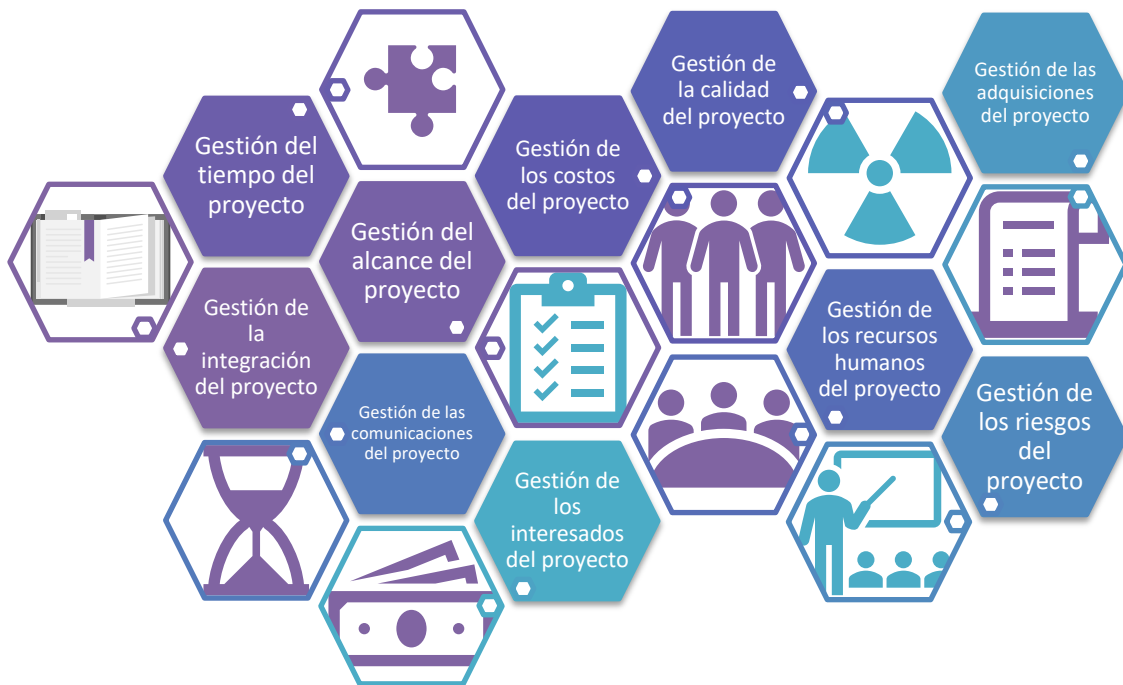 Gestión del
tiempo del
proyecto
Gestión de
la
integración
del proyecto
Gestión del
alcance del
proyecto
Gestión de las
comunicaciones
del proyecto
Gestión de
los costos
del proyecto
Gestión de
los
interesados
del proyecto
Gestión de
la calidad
del proyecto
Gestión de
los recursos
humanos
del proyecto
Gestión de las
adquisiciones
del proyecto
Gestión de
los riesgos
del
proyecto